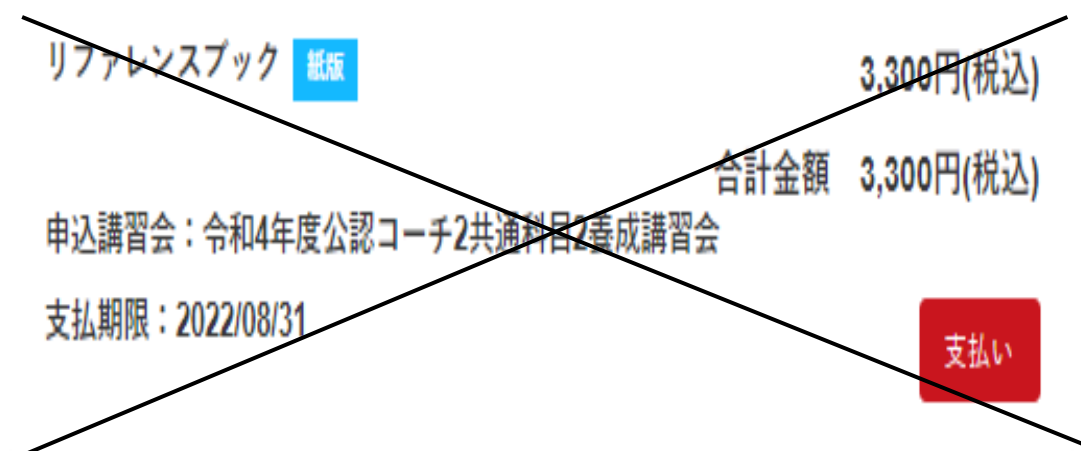 リファレンスブック 紙版 3,300円(税込)
合計金額 3,300円(税込)
申込講習会：令和4年度公認コーチ2共通科目2養成講習会
支払期限：2022/08/31
支払い